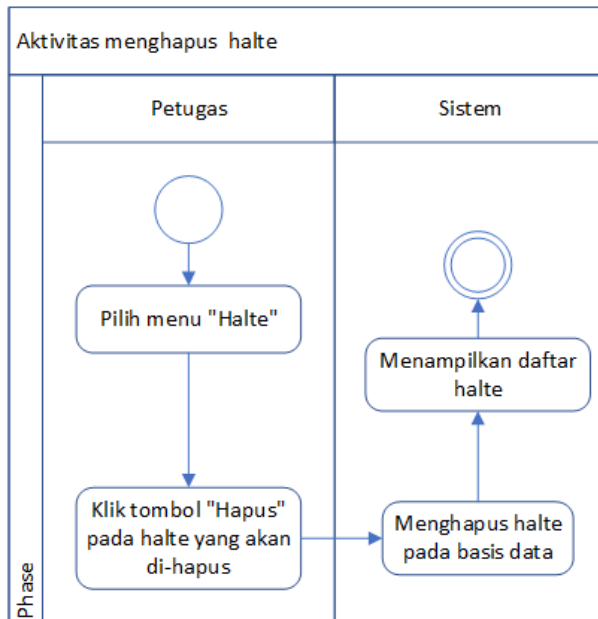 Aktivitas menghapus halte
Petugas
Sistem
Pilih menu "Halte"
Menampilkan daftar
halte
Klik tombol "Hapus"
pada halte yang akan
di-hapus
Menghapus halte
pada basis data
Phase